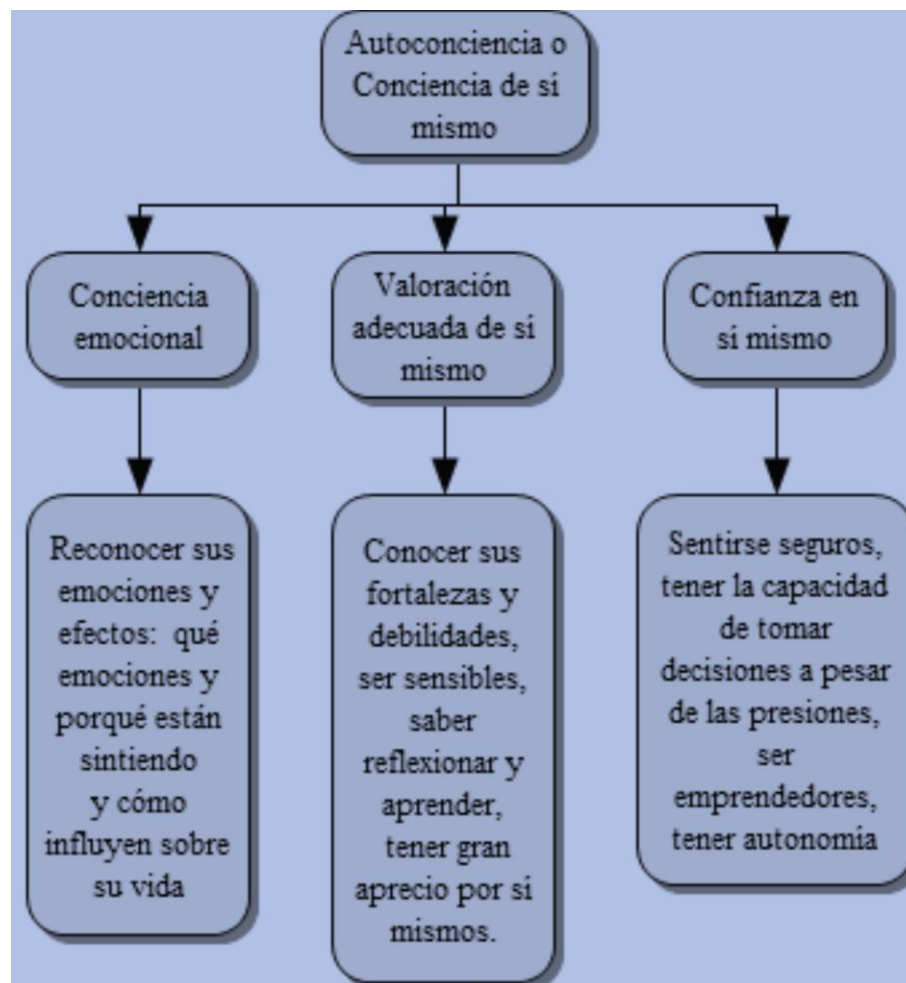 Autoconciencia o
Conciencia de sí
mismo
Conciencia
emocional
Valoración
adecuada de sí
mismo
Confianza en
sí mismo
Reconocer sus
emociones y
efectos: qué
emociones y
porqué están
sintiendo
y cómo
influyen sobre
su vida
Conocer sus
fortalezas y
debilidades,
ser sensibles,
saber
reflexionar y
aprender,
tener gran
aprecio por sí
mismos.
Sentirse seguros,
tener la capacidad
de tomar
decisiones a pesar
de las presiones,
ser
emprendedores,
tener autonomía